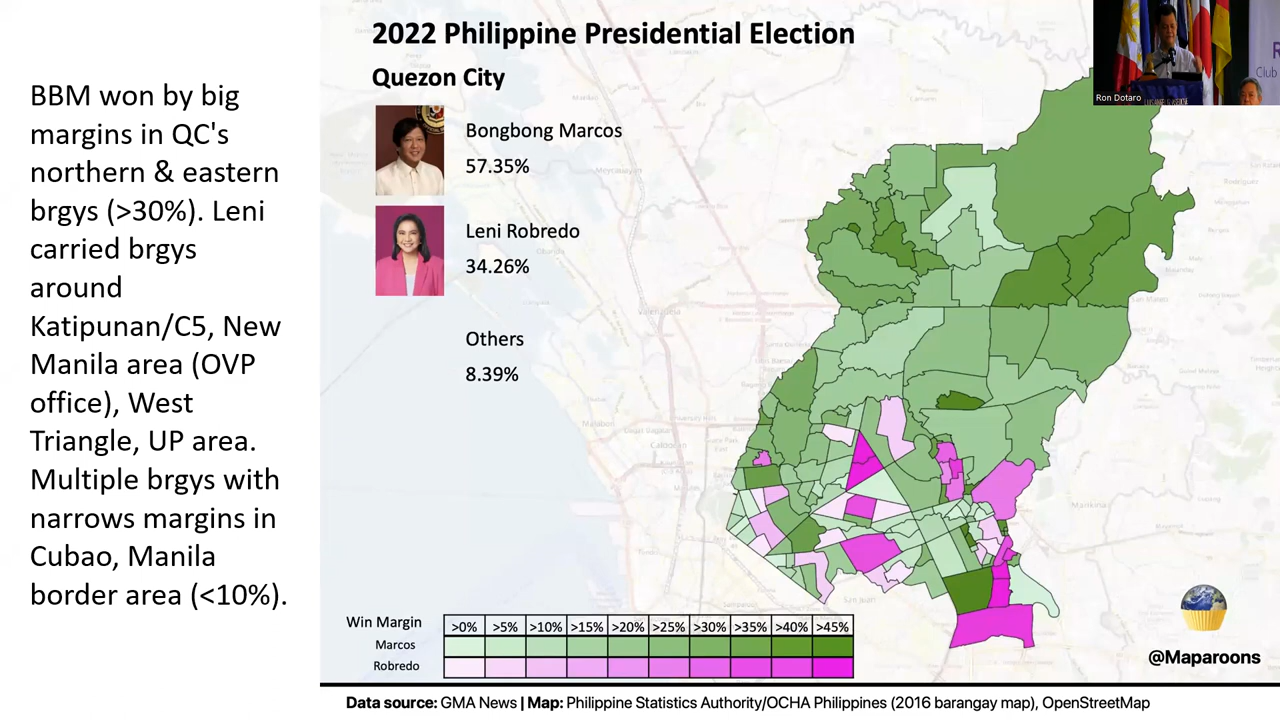 2022 Philippine Presidential Election
Quezon City
BBM won by big
margins in QC's
northern & eastern
brgys (>30%). Leni
carried brgys
around
Katipunan/C5, New
Manila area (OVP
office), West
Triangle, UP area.
Multiple brgys with
narrows margins in
Cubao, Manila
border area (<10%).
Bongbong Marcos
57.35%
Leni Robredo
34.26%
Others
8.39%
Ron Dotaro
Club
Win Margin >0% >5% >10% >15% >20% >25% >30% >35% >40% >45%
Marcos
Robredo
@Maparoons
Data source: GMA News | Map: Philippine Statistics Authority/OCHA Philippines (2016 barangay map), OpenStreetMap